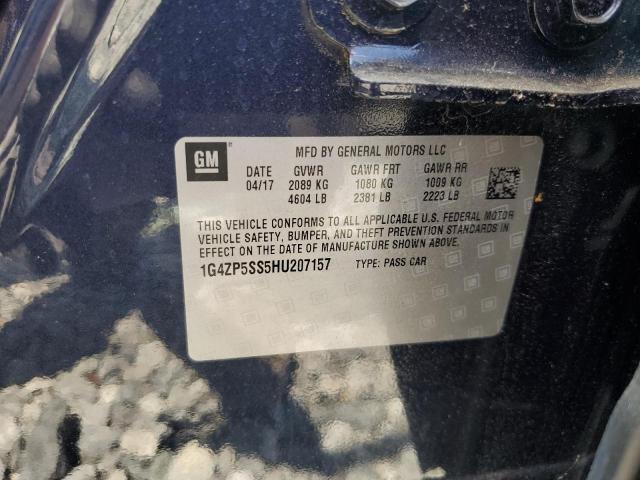 GM
MFD BY GENERAL MOTORS LLC
DATE GVWR GAWR FRT GAWR RR
04/17 2089 KG 1080 KG 1009 KG
4604 LB 2381 LB 2223 LB
THIS VEHICLE CONFORMS TO ALL APPLICABLE U.S. FEDERAL MOTOR
VEHICLE SAFETY, BUMPER, AND THEFT PREVENTION STANDARDS IN
EFFECT ON THE DATE OF MANUFACTURE SHOWN ABOVE.
1G4ZP5SS5HU207157 TYPE: PASS CAR